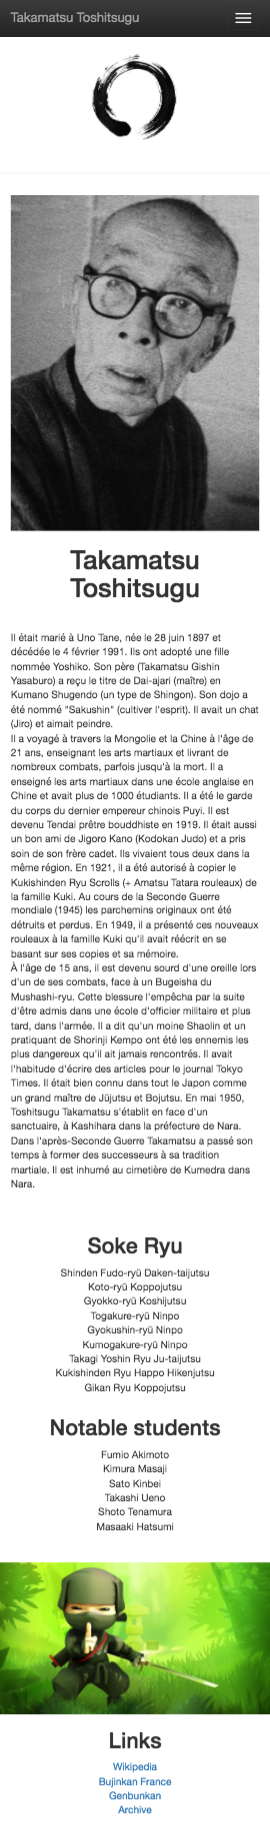 Takamatsu Toshitsugu
Takamatsu
Toshitsugu
Il était marié à Uno Tane, née le 28 juin 1897 et
décédée le 4 février 1991. Ils ont adopté une fille
nommée Yoshiko. Son père (Takamatsu Gishin
Yasaburo) a reçu le titre de Dai-ajari (maître) en
Kumano Shugendo (un type de Shingon). Son dojo a
été nommé "Sakushin" (cultiver l'esprit). Il avait un chat
(Jiro) et aimait peindre.
Il a voyagé à travers la Mongolie et la Chine à l'âge de
21 ans, enseignant les arts martiaux et livrant de
nombreux combats, parfois jusqu'à la mort. Il a
enseigné les arts martiaux dans une école anglaise en
Chine et avait plus de 1000 étudiants. Il a été le garde
du corps du dernier empereur chinois Puyi. Il est
devenu Tendai prêtre bouddhiste en 1919. Il était aussi
un bon ami de Jigoro Kano (Kodokan Judo) et a pris
soin de son frère cadet. Ils vivaient tous deux dans la
même région. En 1921, il a été autorisé à copier le
Kukishinden Ryu Scrolls (+ Amatsu Tatara rouleaux) de
la famille Kuki. Au cours de la Seconde Guerre
mondiale (1945) les parchemins originaux ont été
détruits et perdus. En 1949, il a présenté ces nouveaux
rouleaux à la famille Kuki qu'il avait réécrit en se
basant sur ses copies et sa mémoire.
À l'âge de 15 ans, il est devenu sourd d'une oreille lors
d'un de ses combats, face à un Bugeisha du
Mushashi-ryu. Cette blessure l'empêcha par la suite
d'être admis dans une école d'officier militaire et plus
tard, dans l'armée. Il a dit qu'un moine Shaolin et un
pratiquant de Shorinji Kempo ont été les ennemis les
plus dangereux qu'il ait jamais rencontrés. Il avait
l'habitude d'écrire des articles pour le journal Tokyo
Times. Il était bien connu dans tout le Japon comme
un grand maître de Jūjutsu et Bojutsu. En mai 1950,
Toshitsugu Takamatsu s'établit en face d'un
sanctuaire, à Kashihara dans la préfecture de Nara.
Dans l'après-Seconde Guerre Takamatsu a passé son
temps à former des successeurs à sa tradition
martiale. Il est inhumé au cimetière de Kumedra dans
Nara.
Soke Ryu
Shinden Fudo-ryū Daken-taijutsu
Koto-ryū Koppojutsu
Gyokko-ryū Koshijutsu
Togakure-ryū Ninpo
Gyokushin-ryū Ninpo
Kumogakure-ryū Ninpo
Takagi Yoshin Ryu Ju-taijutsu
Kukishinden Ryu Happo Hikenjutsu
Gikan Ryu Koppojutsu
Notable students
Fumio Akimoto
Kimura Masaji
Sato Kinbei
Takashi Ueno
Shoto Tenamura
Masaaki Hatsumi
Links
Wikipedia
Bujinkan France
Genbunkan
Archive